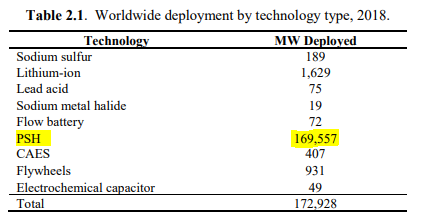 Table 2.1. Worldwide deployment by technology type, 2018.
Technology MW Deployed
Sodium sulfur 189
Lithium-ion 1,629
Lead acid 75
Sodium metal halide 19
Flow battery 72
PSH 169,557
CAES 407
Flywheels 931
Electrochemical capacitor 49
Total 172,928